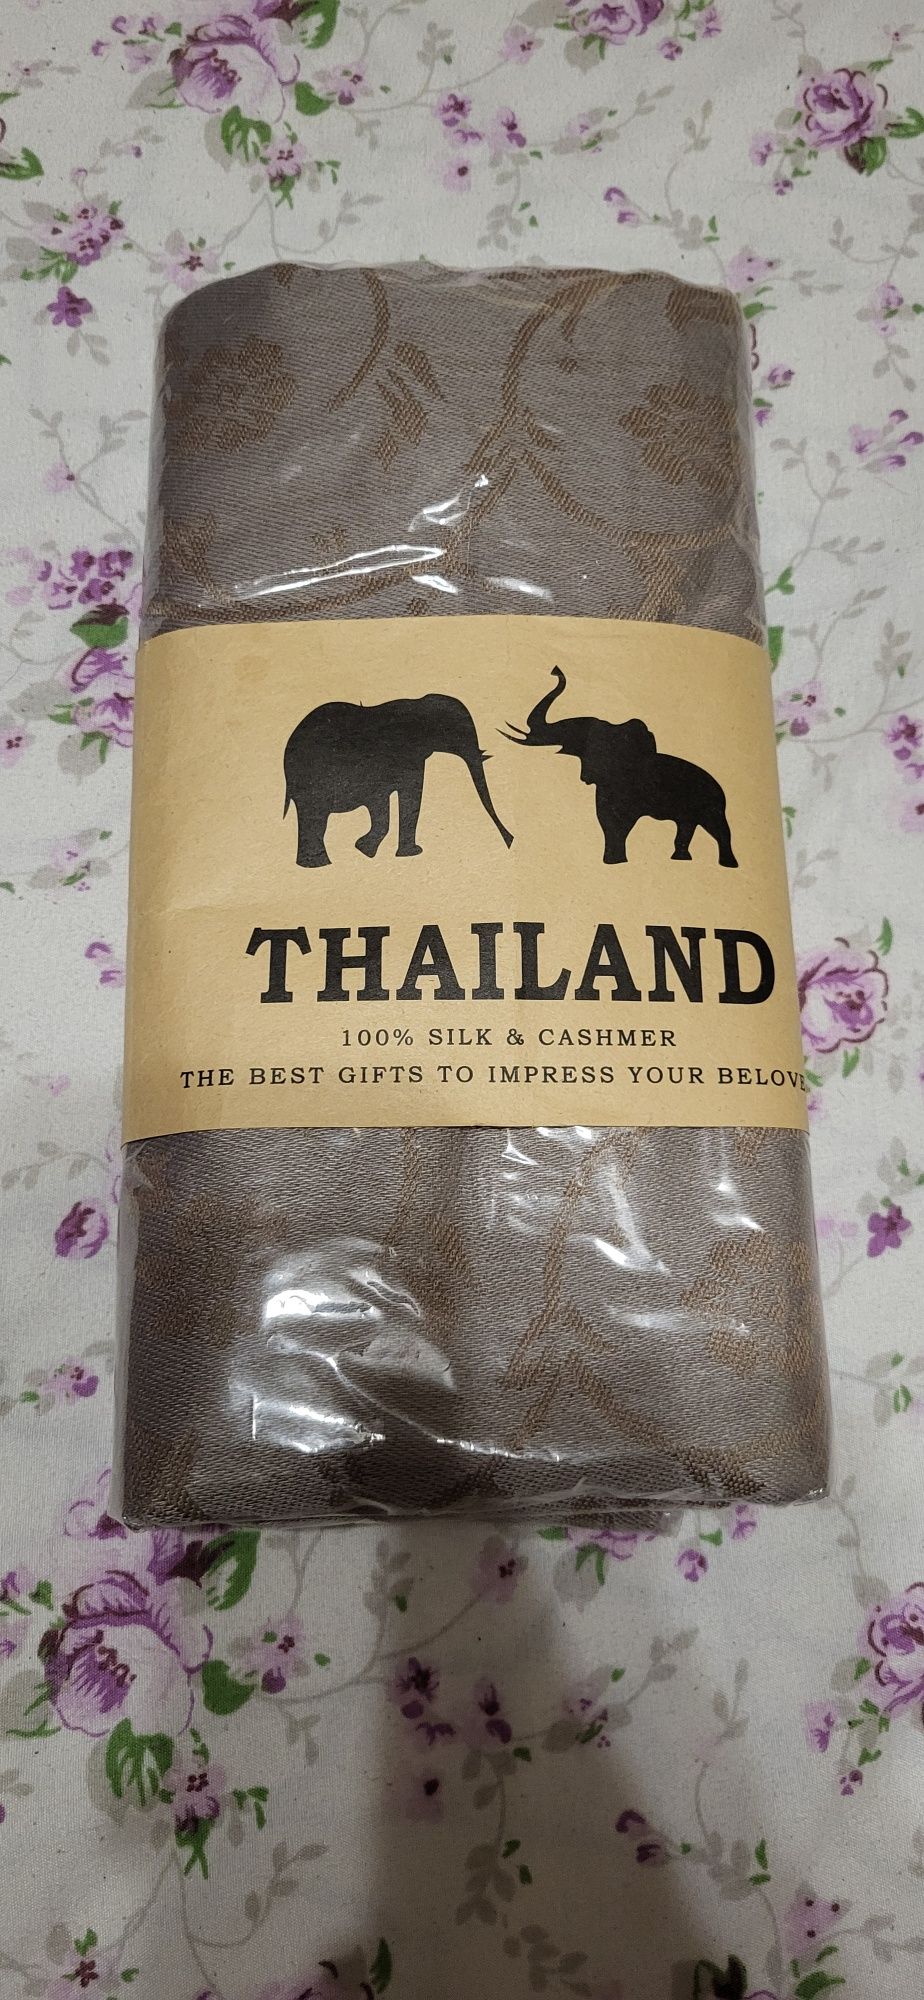 THAILAND
100% SILK & CASHMER
THE BEST GIFTS TO IMPRESS YOUR BELOVE